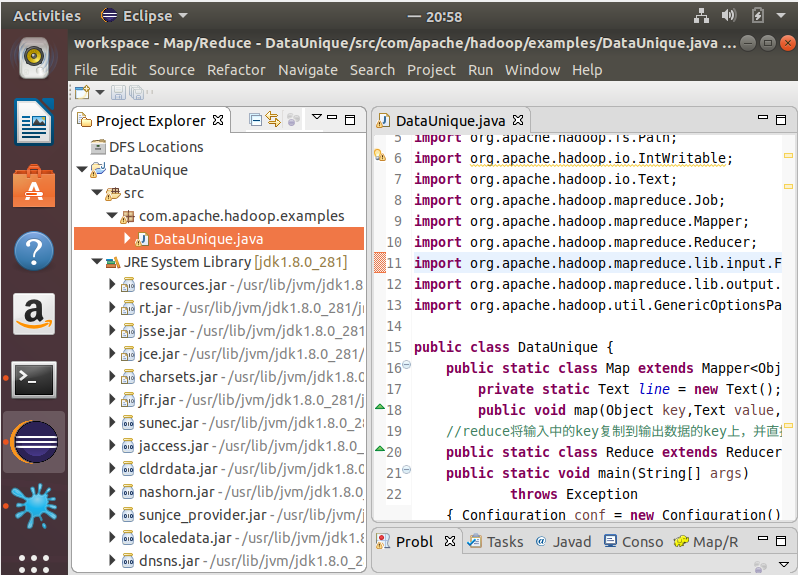 Activities Eclipse 20:58
workspace - Map/Reduce - DataUnique/src/com/apache/hadoop/examples/DataUnique.java ...
File Edit Source Refactor Navigate Search Project Run Window Help
Project Explorer
DFS Locations
DataUnique
src
com.apache.hadoop.examples
DataUnique.java
JRE System Library [jdk1.8.0_281]
resources.jar - /usr/lib/jvm/jdk1.8
rt.jar - /usr/lib/jvm/jdk1.8.0_281/jr
jsse.jar - /usr/lib/jvm/jdk1.8.0_28
jce.jar - /usr/lib/jvm/jdk1.8.0_281/
charsets.jar - /usr/lib/jvm/jdk1.8.0
jfr.jar - /usr/lib/jvm/jdk1.8.0_281/j
sunec.jar - /usr/lib/jvm/jdk1.8.0_2
jaccess.jar - /usr/lib/jvm/jdk1.8.0_
cldrdata.jar - /usr/lib/jvm/jdk1.8.0
nashorn.jar - /usr/lib/jvm/jdk1.8.0
sunjce_provider.jar - /usr/lib/jvm/
localedata.jar - /usr/lib/jvm/jdk1.8
dnsns.jar - /usr/lib/jvm/jdk1.8.0_2
DataUnique.java
5 import org.apache.hadoop.fs.Path;
6 import org.apache.hadoop.io.IntWritable;
7 import org.apache.hadoop.io.Text;
8 import org.apache.hadoop.mapreduce.Job;
9 import org.apache.hadoop.mapreduce.Mapper;
10 import org.apache.hadoop.mapreduce.Reducer;
11 import org.apache.hadoop.mapreduce.lib.input.F
12 import org.apache.hadoop.mapreduce.lib.output.
13 import org.apache.hadoop.util.GenericOptionsPa
14
15 public class DataUnique {
16 public static class Map extends Mapper<Obj
17 private static Text line = new Text();
18 public void map(Object key,Text value,
19 //reduce将输入中的key复制到输出数据的key上，并直
20 public static class Reduce extends Reducer
21 public static void main(String[] args)
22 throws Exception
{ Configuration conf = new Configuration()
Probl Tasks Javad Conso Map/R